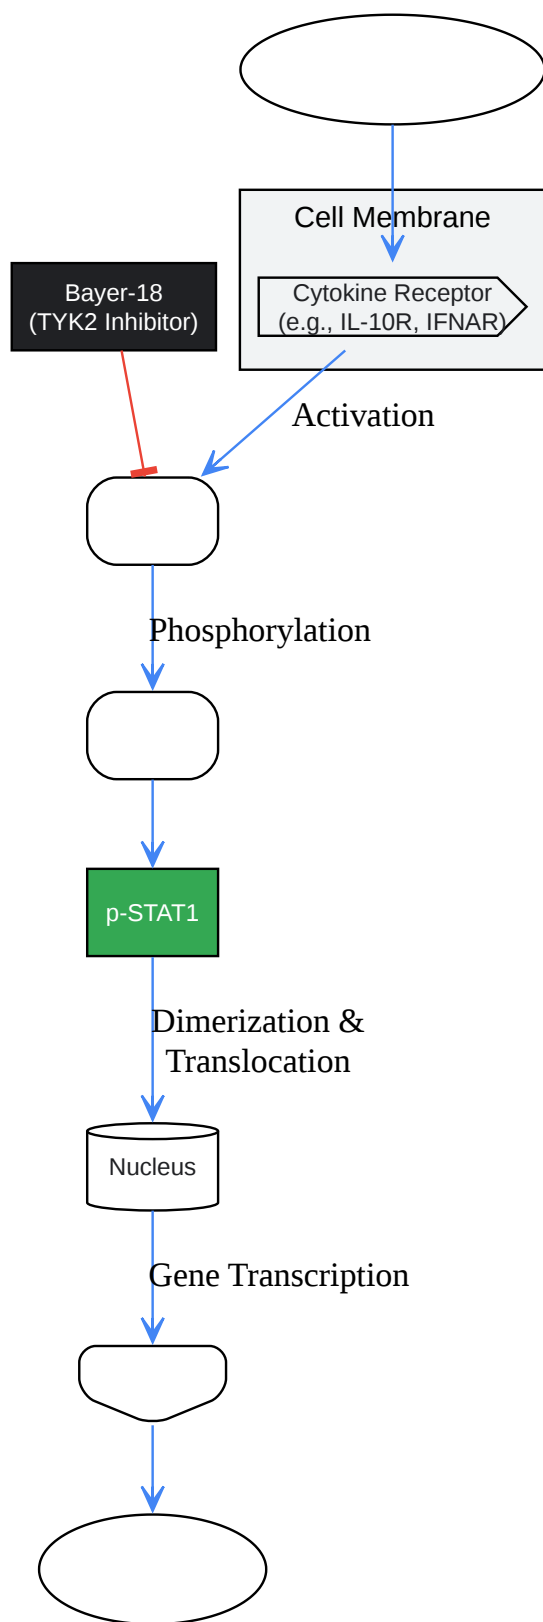 Cell Membrane
Bayer-18
(TYK2 Inhibitor)
Cytokine Receptor
(e.g., IL-10R, IFNAR)
Activation
Phosphorylation
p-STAT1
Dimerization &
Translocation
Nucleus
Gene Transcription